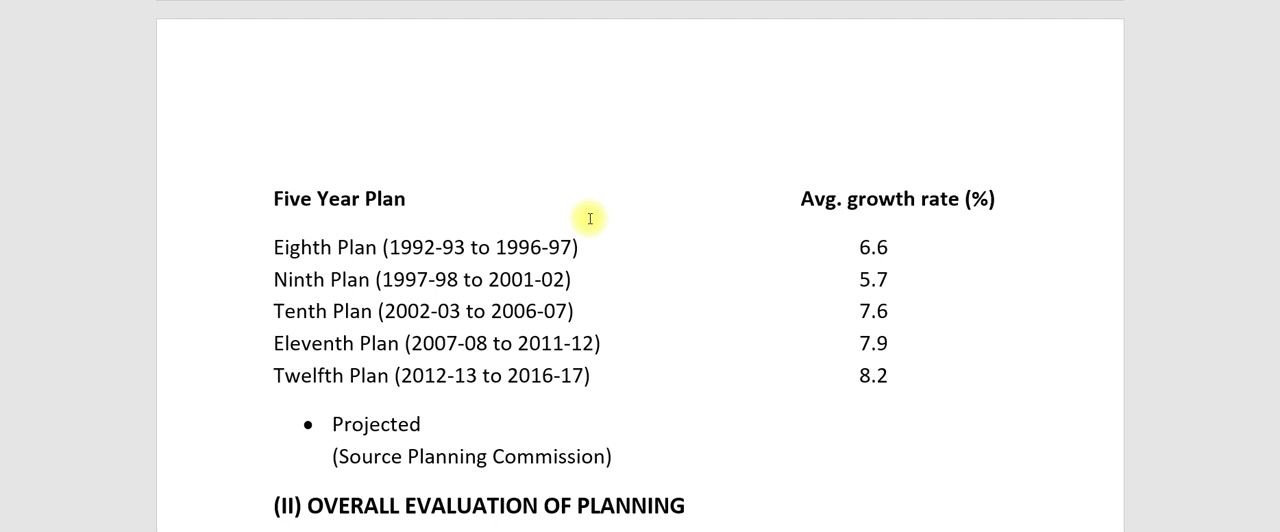 Five Year Plan Avg. growth rate (%)
Eighth Plan (1992-93 to 1996-97) 6.6
Ninth Plan (1997-98 to 2001-02) 5.7
Tenth Plan (2002-03 to 2006-07) 7.6
Eleventh Plan (2007-08 to 2011-12) 7.9
Twelfth Plan (2012-13 to 2016-17) 8.2
• Projected
(Source Planning Commission)
(II) OVERALL EVALUATION OF PLANNING